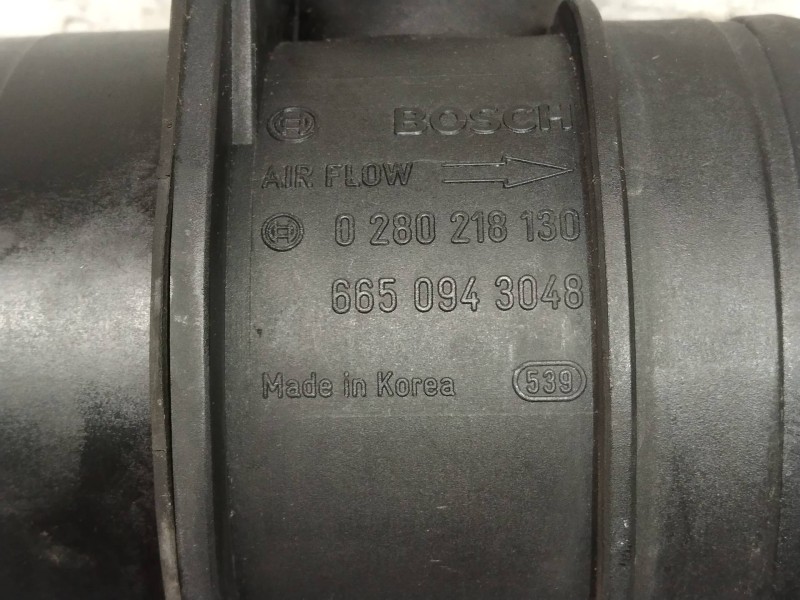 BOSCH
AIR FLOW
0 280 218 130
665 094 3048
Made in Korea 539